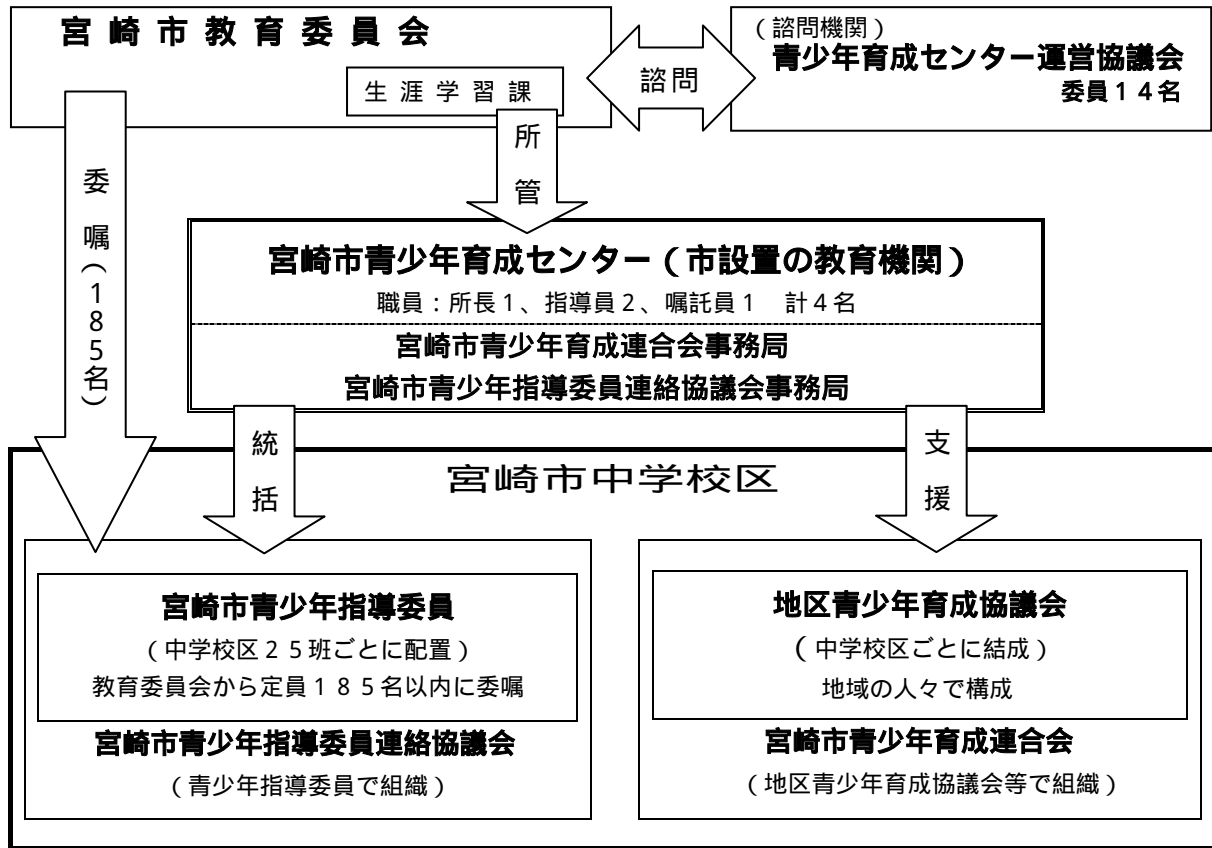 宮崎市教育委員会
生涯学習課
諮問
（諮問機関）
青少年育成センター運営協議会
委員１４名
所管
委嘱（１８５名）
宮崎市青少年育成センター（市設置の教育機関）
職員：所長１、指導員２、嘱託員１　計４名
宮崎市青少年育成連合会事務局
宮崎市青少年指導委員連絡協議会事務局
統括
支援
宮崎市中学校区
宮崎市青少年指導委員
（中学校区２５班ごとに配置）
教育委員会から定員１８５名以内に委嘱
宮崎市青少年指導委員連絡協議会
（青少年指導委員で組織）
地区青少年育成協議会
（中学校区ごとに結成）
地域の人々で構成
宮崎市青少年育成連合会
（地区青少年育成協議会等で組織）